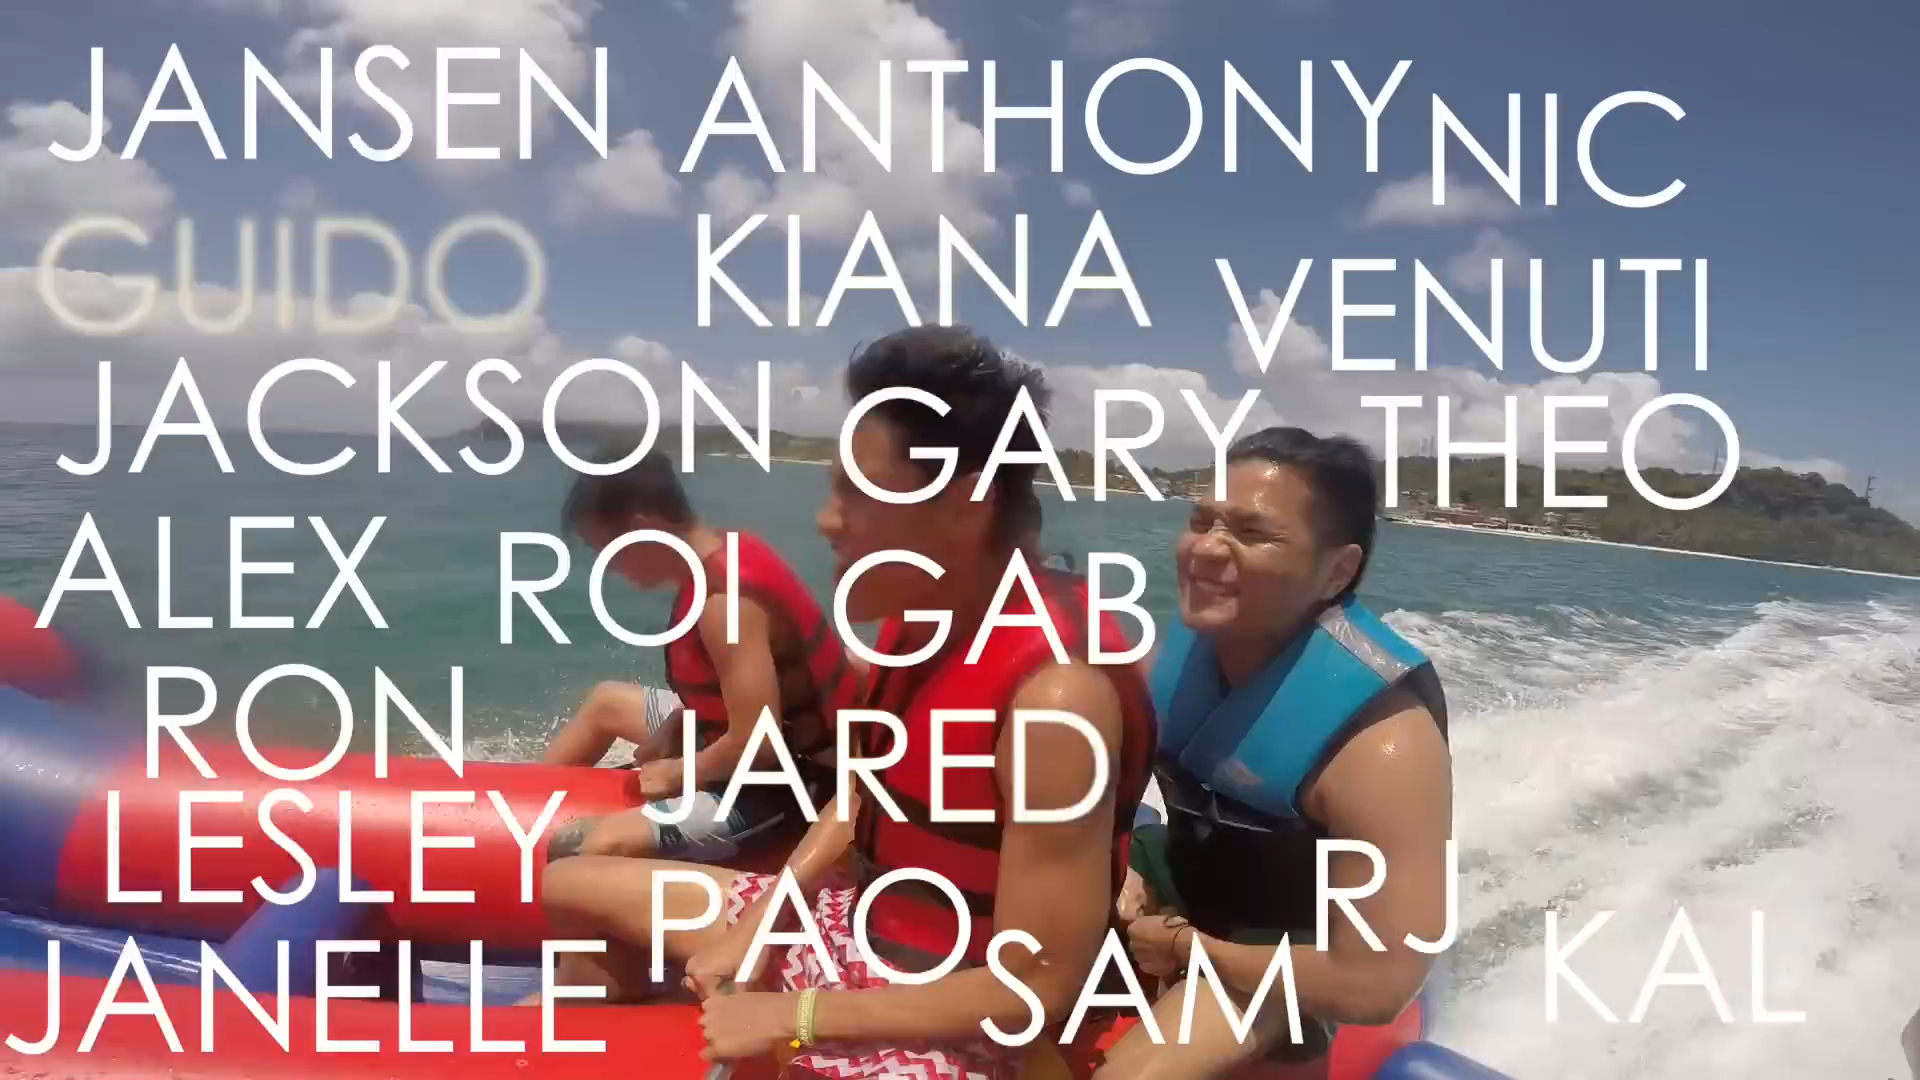 JANSEN ANTHONY NIC
GUIDO KIANA VENUTI
JACKSON GARY THEO
ALEX ROI GAB
RON JARED
LESLEY PAO RJ
JANELLE SAM KAL